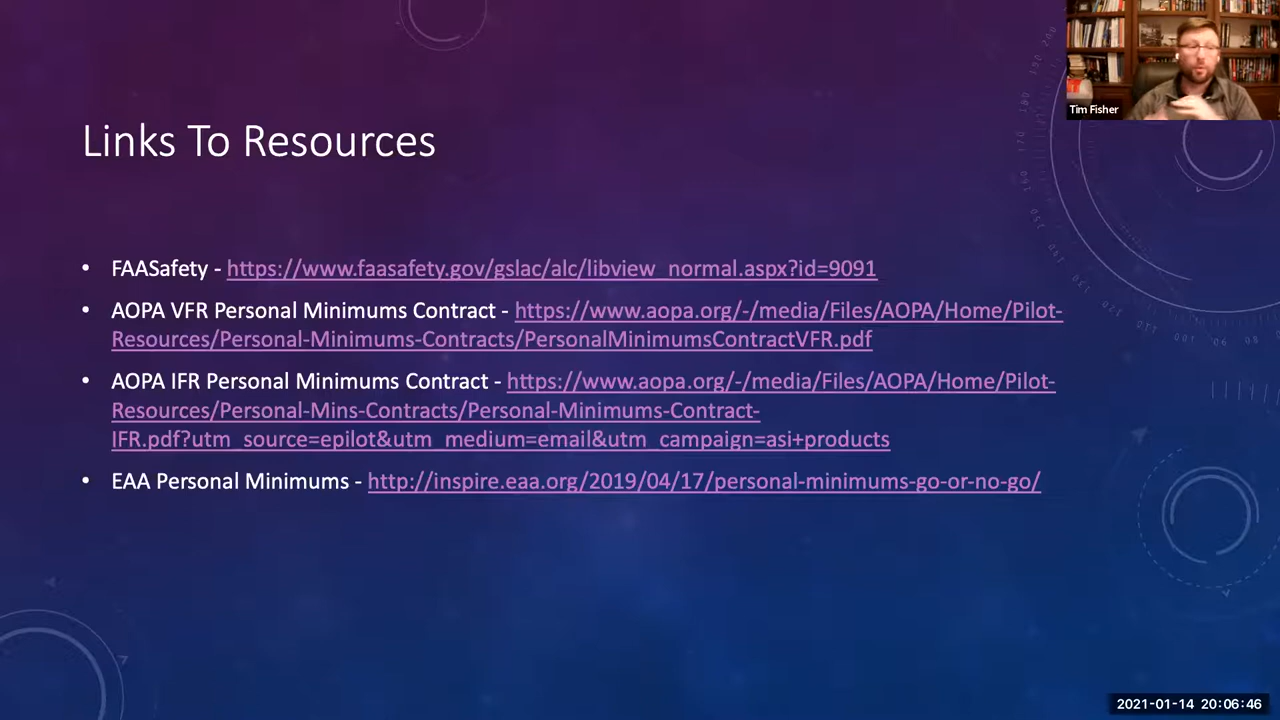 Tim Fisher
Links To Resources
• FAASafety - https://www.faasafety.gov/gslac/alc/libview_normal.aspx?id=9091
• AOPA VFR Personal Minimums Contract - https://www.aopa.org/-/media/Files/AOPA/Home/Pilot-
Resources/Personal-Minimums-Contracts/PersonalMinimumsContractVFR.pdf
• AOPA IFR Personal Minimums Contract - https://www.aopa.org/-/media/Files/AOPA/Home/Pilot-
Resources/Personal-Mins-Contracts/Personal-Minimums-Contract-
IFR.pdf?utm_source=epilot&utm_medium=email&utm_campaign=asi+products
• EAA Personal Minimums - http://inspire.eaa.org/2019/04/17/personal-minimums-go-or-no-go/
2021-01-14 20:06:46